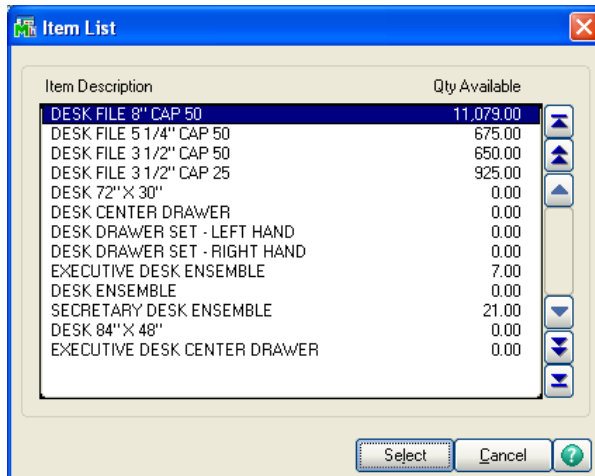 Item List
Item Description Qty Available
DESK FILE 8" CAP 50 11,079.00
DESK FILE 5 1/4" CAP 50 675.00
DESK FILE 3 1/2" CAP 50 650.00
DESK FILE 3 1/2" CAP 25 925.00
DESK 72" X 30" 0.00
DESK CENTER DRAWER 0.00
DESK DRAWER SET - LEFT HAND 0.00
DESK DRAWER SET - RIGHT HAND 0.00
EXECUTIVE DESK ENSEMBLE 7.00
DESK ENSEMBLE 0.00
SECRETARY DESK ENSEMBLE 21.00
DESK 84" X 48" 0.00
EXECUTIVE DESK CENTER DRAWER 0.00
Select Cancel ?